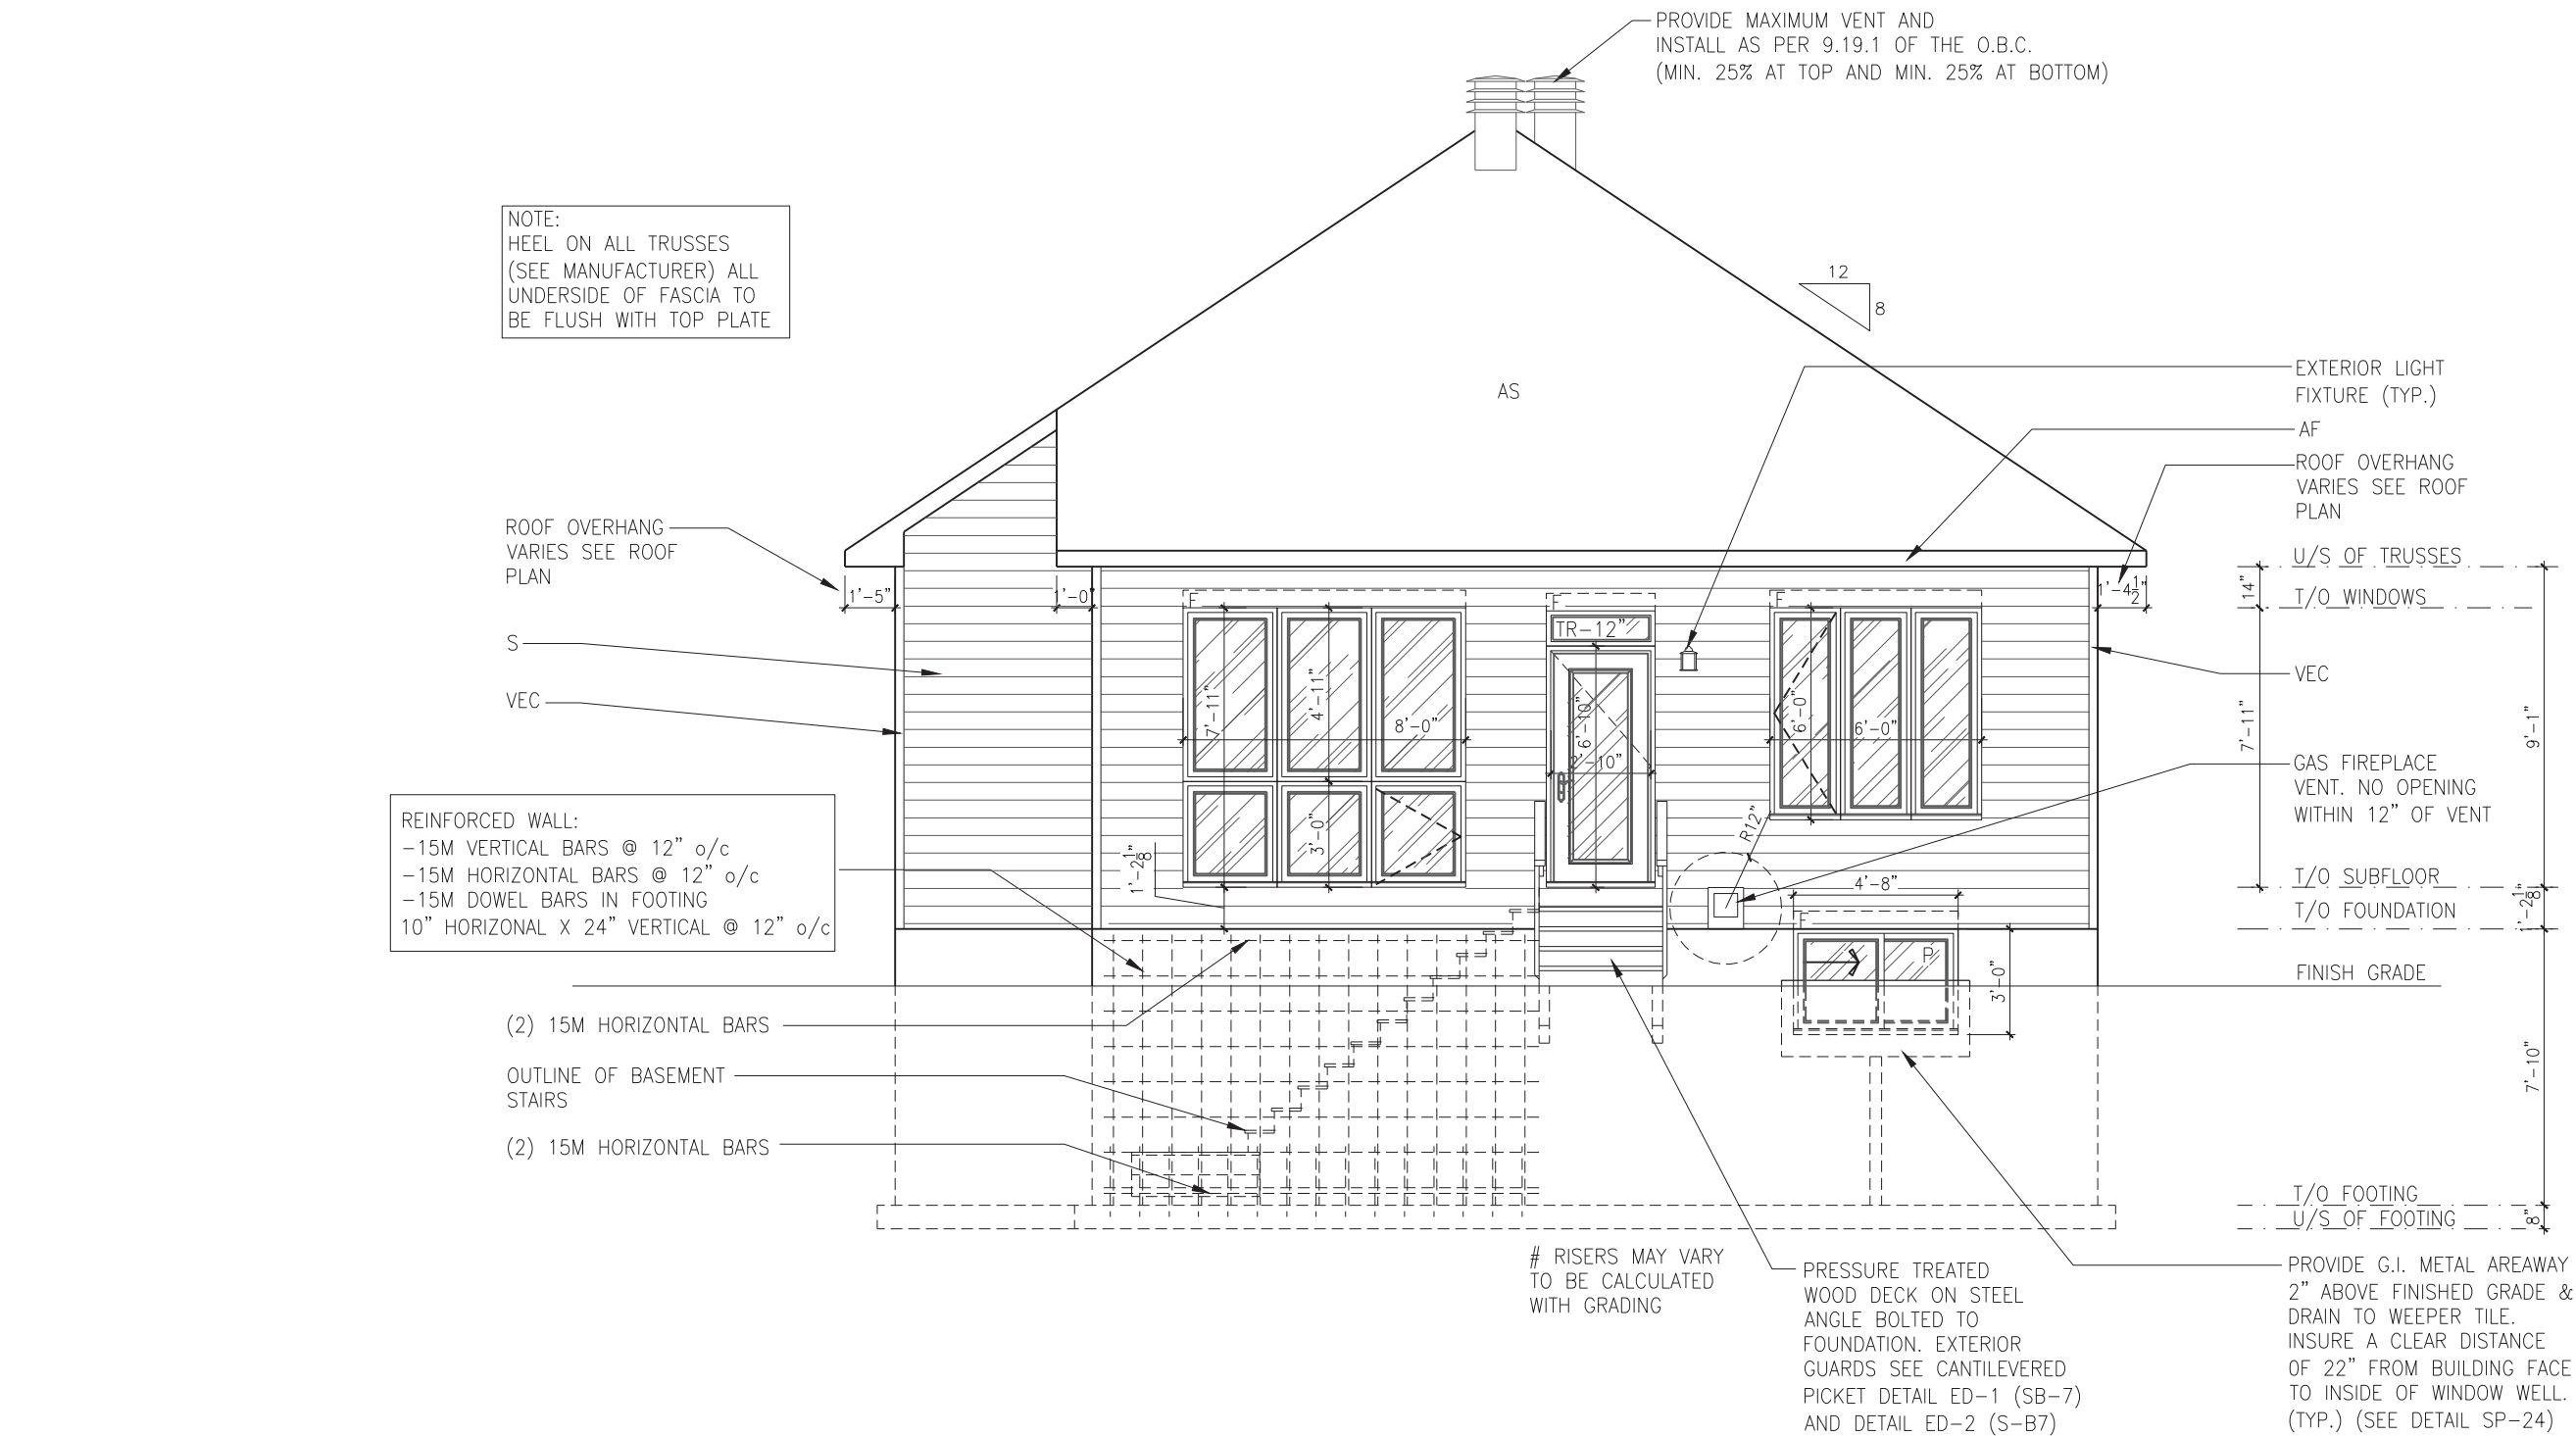 PROVIDE MAXIMUM VENT AND
INSTALL AS PER 9.19.1 OF THE O.B.C.
(MIN. 25% AT TOP AND MIN. 25% AT BOTTOM)
NOTE:
HEEL ON ALL TRUSSES
(SEE MANUFACTURER) ALL
UNDERSIDE OF FASCIA TO
BE FLUSH WITH TOP PLATE
12
8
AS
EXTERIOR LIGHT
FIXTURE (TYP.)
AF
ROOF OVERHANG
VARIES SEE ROOF
PLAN
ROOF OVERHANG
VARIES SEE ROOF
PLAN
U/S OF TRUSSES
T/O WINDOWS
14"
1'-5"
1'-0"
1'-4½"
F
F
F
TR-12"
S
VEC
VEC
7'-11"
4'-11"
8'-0"
6'-10"
2'-10"
6'-0"
6'-0"
7'-11"
9'-1"
GAS FIREPLACE
VENT. NO OPENING
WITHIN 12" OF VENT
REINFORCED WALL:
-15M VERTICAL BARS @ 12" o/c
-15M HORIZONTAL BARS @ 12" o/c
-15M DOWEL BARS IN FOOTING
10" HORIZONAL X 24" VERTICAL @ 12" o/c
3'-0"
1'-2⅛"
R12"
4'-8"
T/O SUBFLOOR
T/O FOUNDATION
1'-2⅛"
F
P
3'-0"
FINISH GRADE
(2) 15M HORIZONTAL BARS
OUTLINE OF BASEMENT
STAIRS
(2) 15M HORIZONTAL BARS
7'-10"
T/O FOOTING
U/S OF FOOTING
8"
# RISERS MAY VARY
TO BE CALCULATED
WITH GRADING
PRESSURE TREATED
WOOD DECK ON STEEL
ANGLE BOLTED TO
FOUNDATION. EXTERIOR
GUARDS SEE CANTILEVERED
PICKET DETAIL ED-1 (SB-7)
AND DETAIL ED-2 (S-B7)
PROVIDE G.I. METAL AREAWAY
2" ABOVE FINISHED GRADE &
DRAIN TO WEEPER TILE.
INSURE A CLEAR DISTANCE
OF 22" FROM BUILDING FACE
TO INSIDE OF WINDOW WELL.
(TYP.) (SEE DETAIL SP-24)